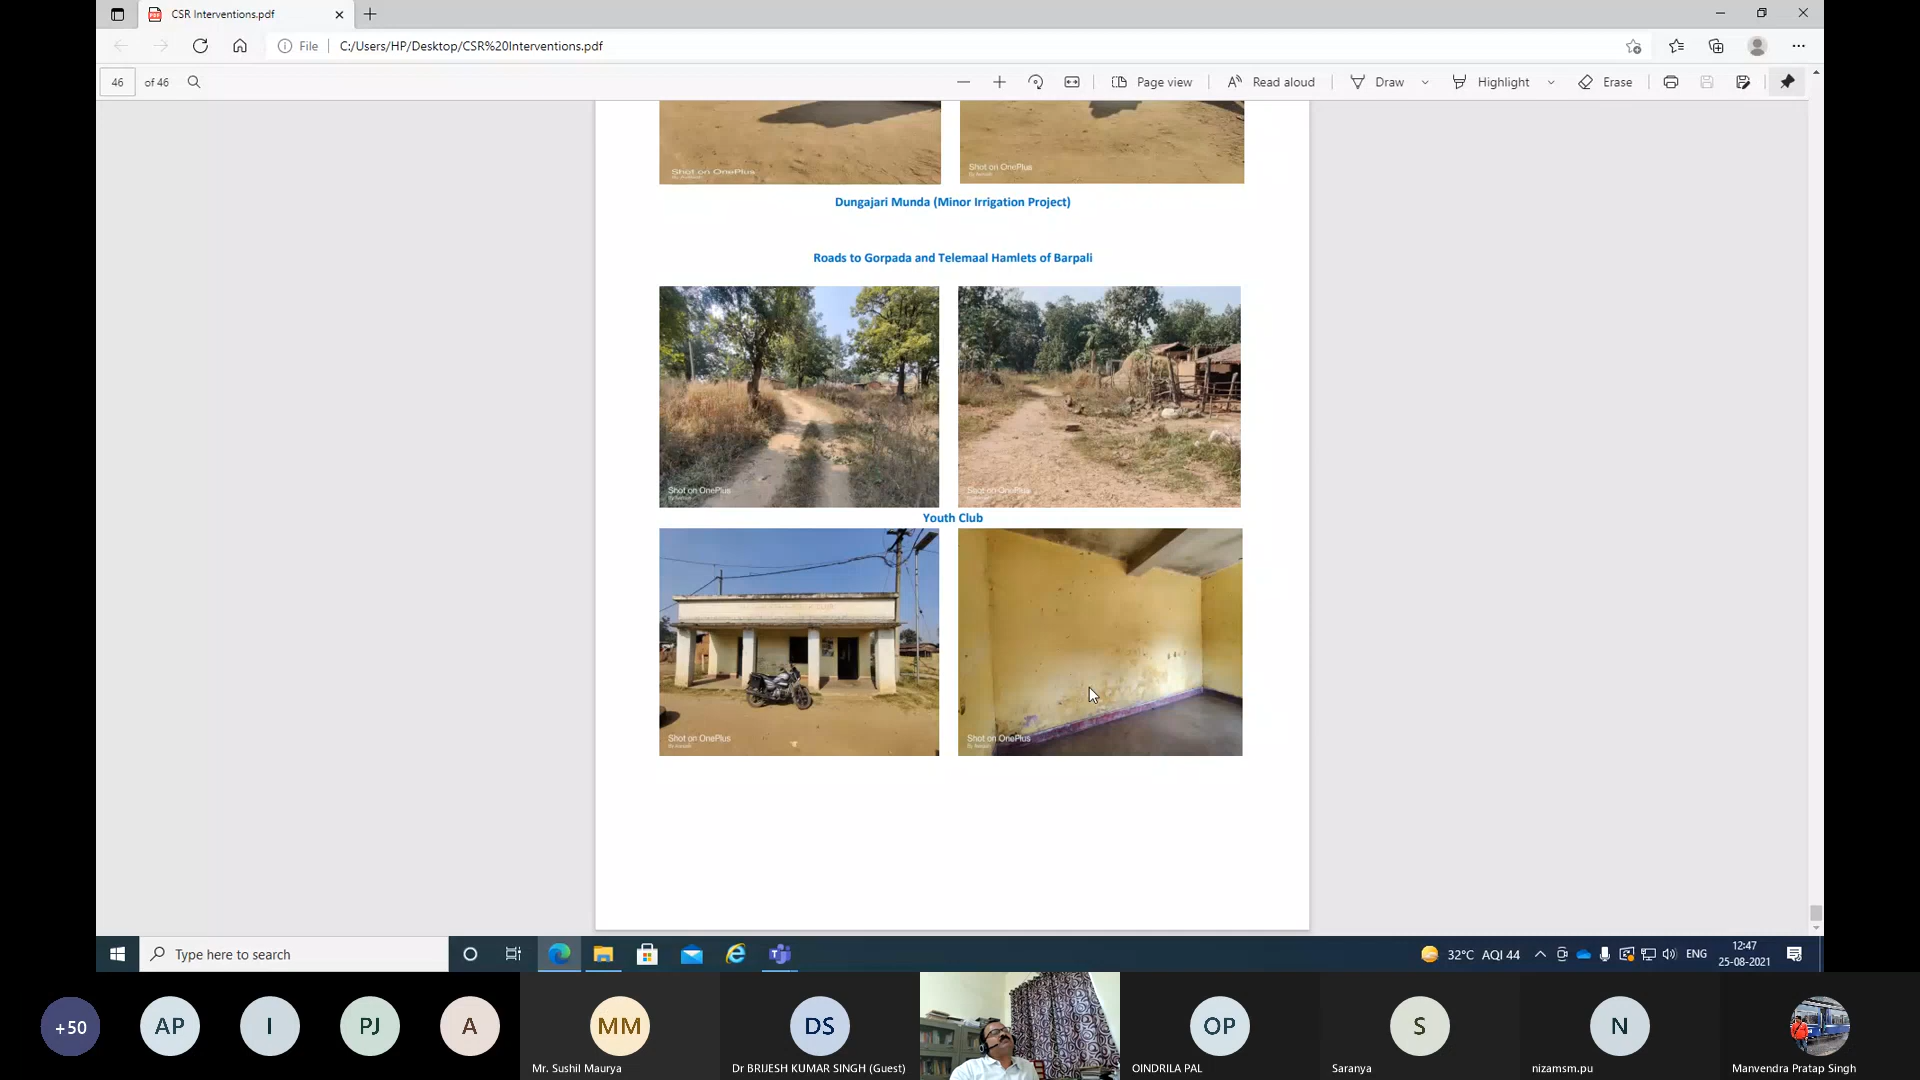 CSR Interventions.pdf
File
C:/Users/HP/Desktop/CSR%20Interventions.pdf
46 of 46
Page view
Read aloud
Draw
Highlight
Erase
Shot on OnePlus
Shot on OnePlus
Dungajari Munda (Minor Irrigation Project)
Roads to Gorpada and Telemaal Hamlets of Barpali
Shot on OnePlus
Shot on OnePlus
Youth Club
Shot on OnePlus
Shot on OnePlus
Type here to search
32°C AQI 44
ENG
12:47
25-08-2021
+50
AP
I
PJ
A
MM
DS
OP
S
N
Mr. Sushil Maurya
Dr BRIJESH KUMAR SINGH (Guest)
OINDRILA PAL
Saranya
nizamsm.pu
Manvendra Pratap Singh